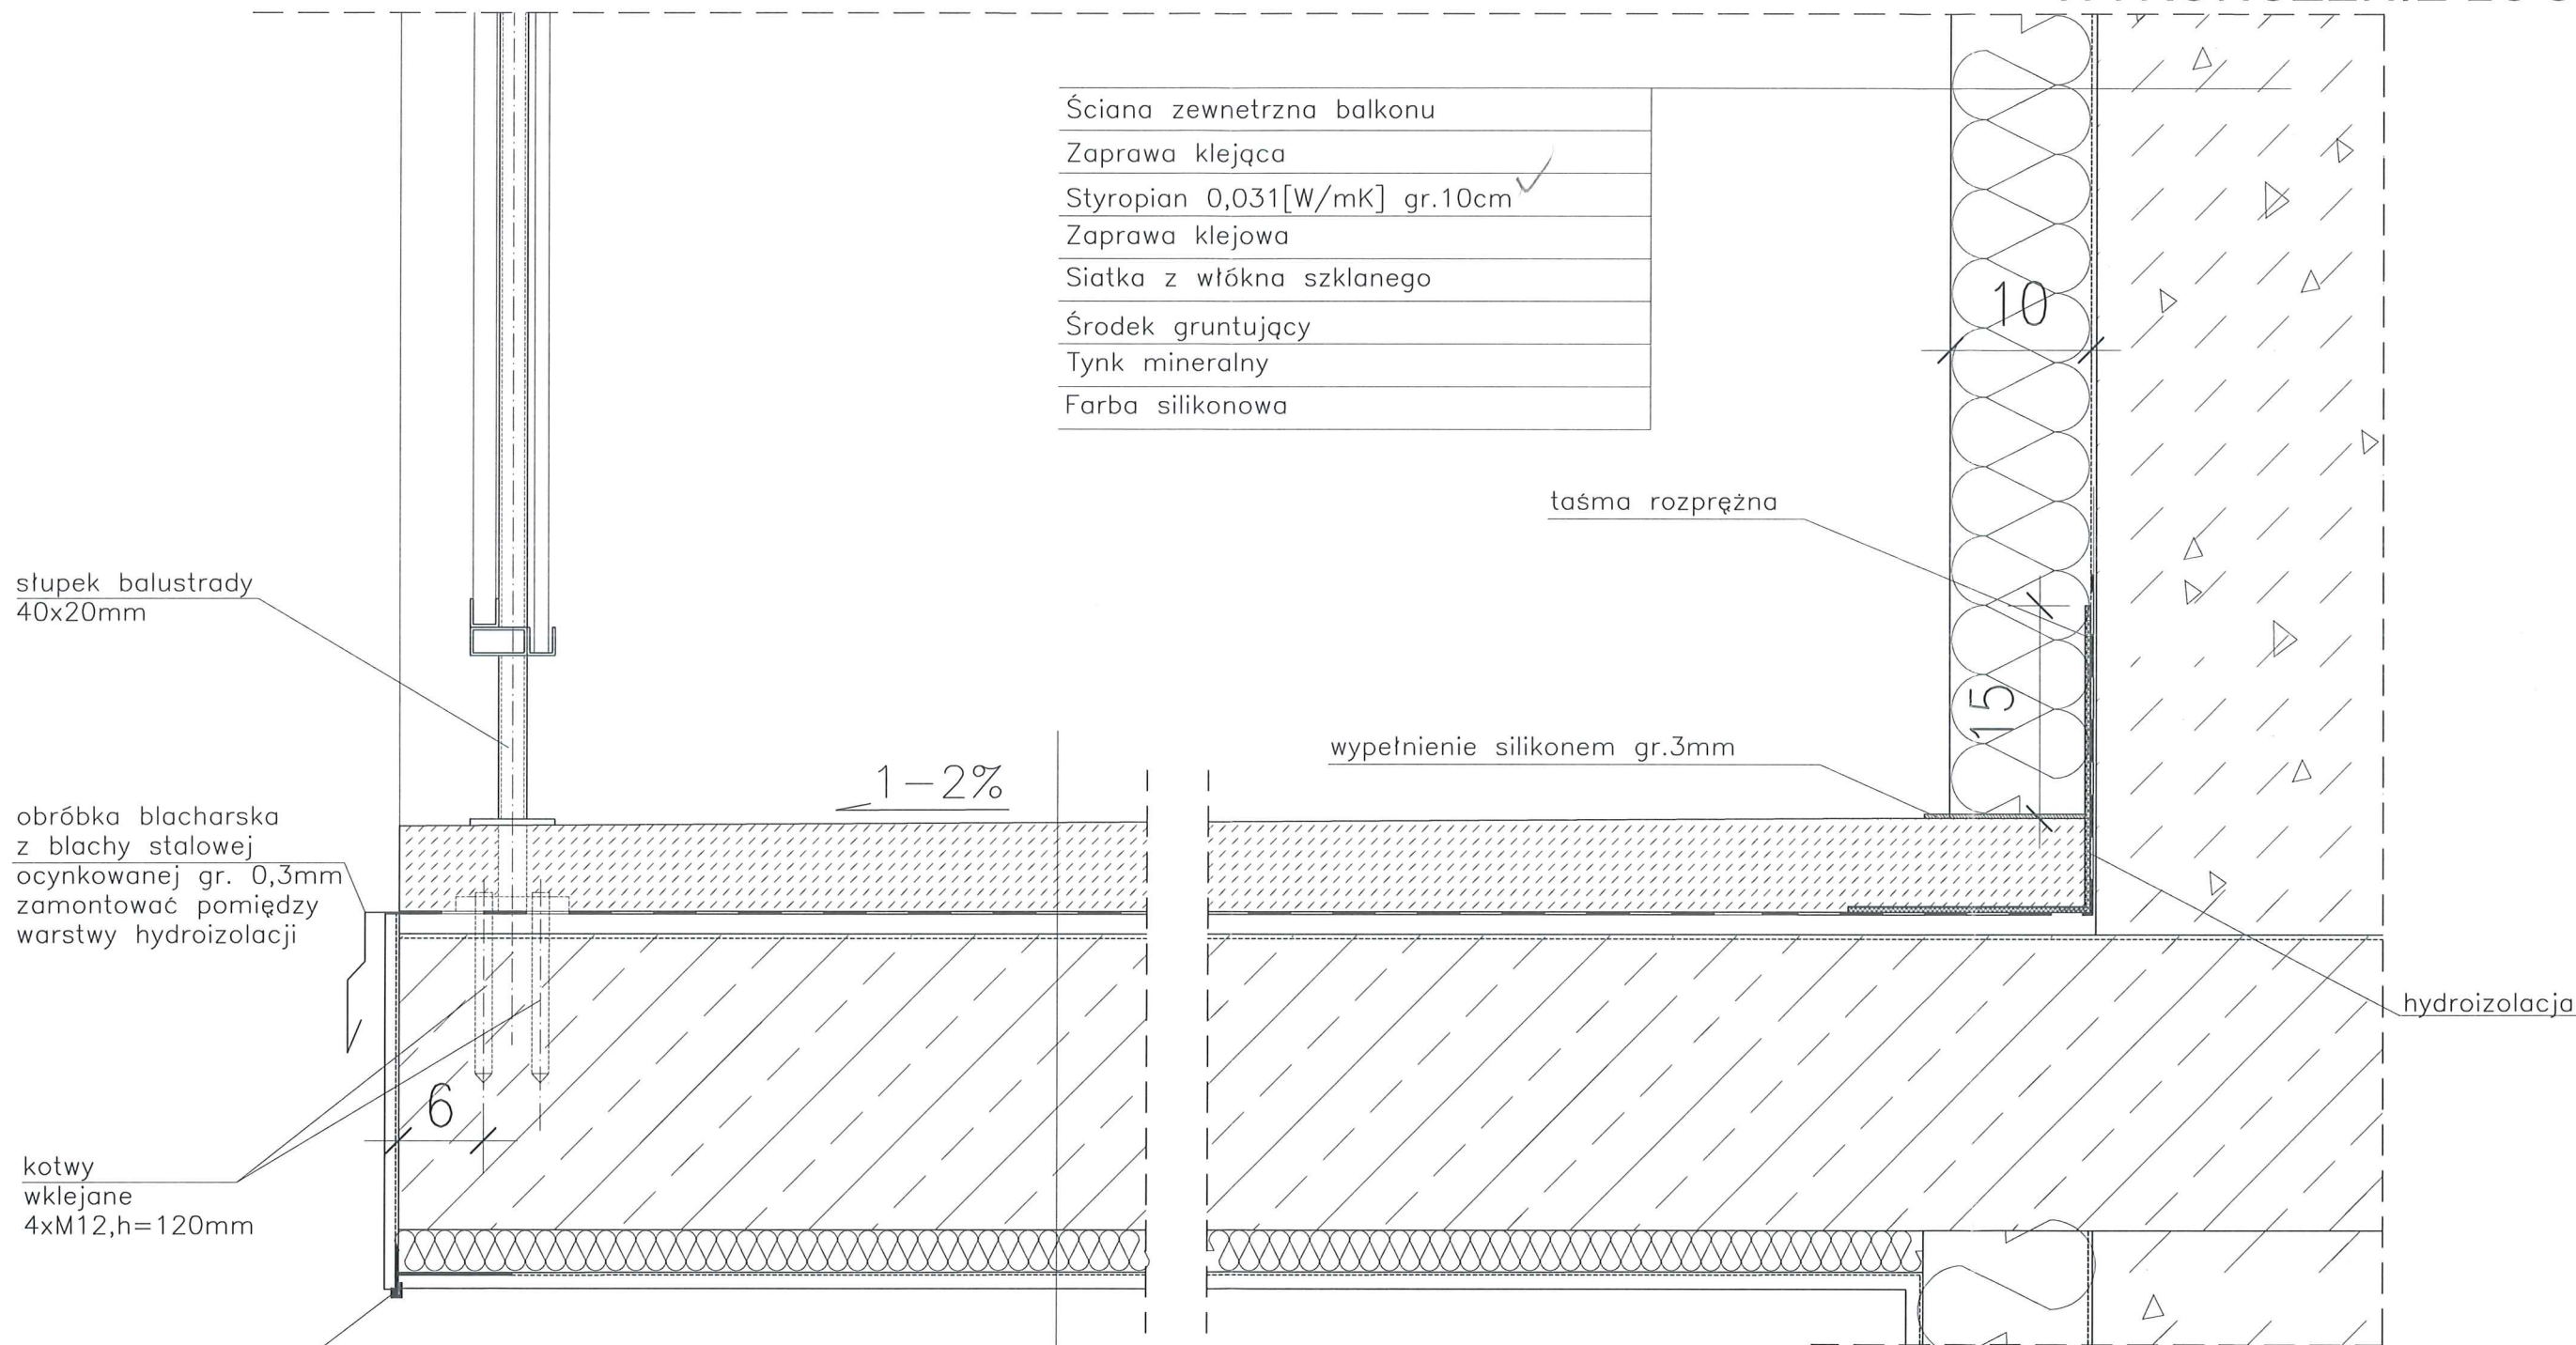 Ściana zewnetrzna balkonu
Zaprawa klejąca
Styropian 0,031[W/mK] gr.10cm
Zaprawa klejowa
Siatka z włókna szklanego
Środek gruntujący
Tynk mineralny
Farba silikonowa
10
taśma rozprężna
słupek balustrady
40x20mm
15
wypełnienie silikonem gr.3mm
1-2%
obróbka blacharska
z blachy stalowej
ocynkowanej gr. 0,3mm
zamontować pomiędzy
warstwy hydroizolacji
hydroizolacja
6
kotwy
wklejane
4xM12,h=120mm